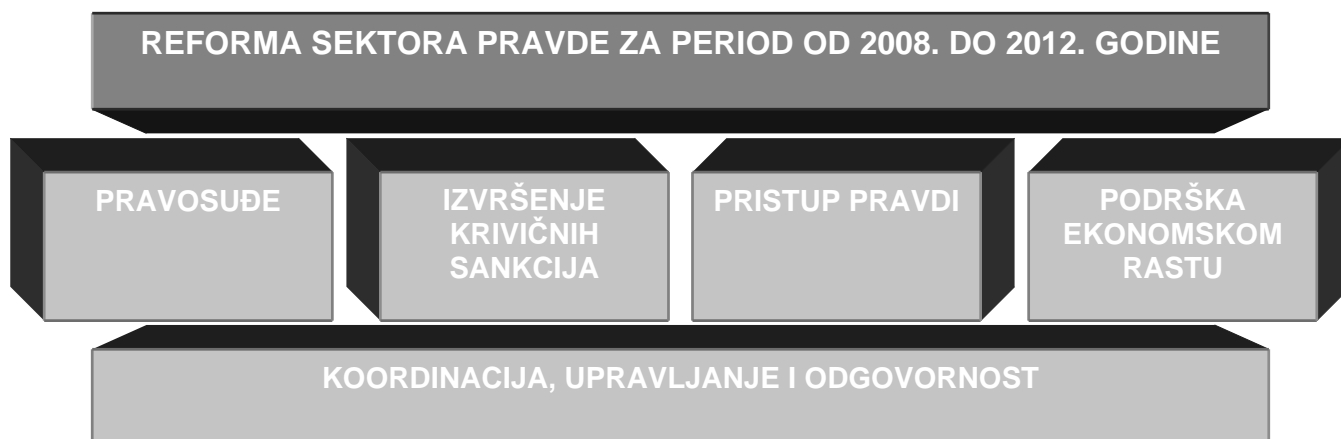 REFORMA SEKTORA PRAVDE ZA PERIOD OD 2008. DO 2012. GODINE
PRAVOSUĐE
IZVRŠENJE
KRIVIČNIH
SANKCIJA
PRISTUP PRAVDI
PODRŠKA
EKONOMSKOM
RASTU
KOORDINACIJA, UPRAVLJANJE I ODGOVORNOST